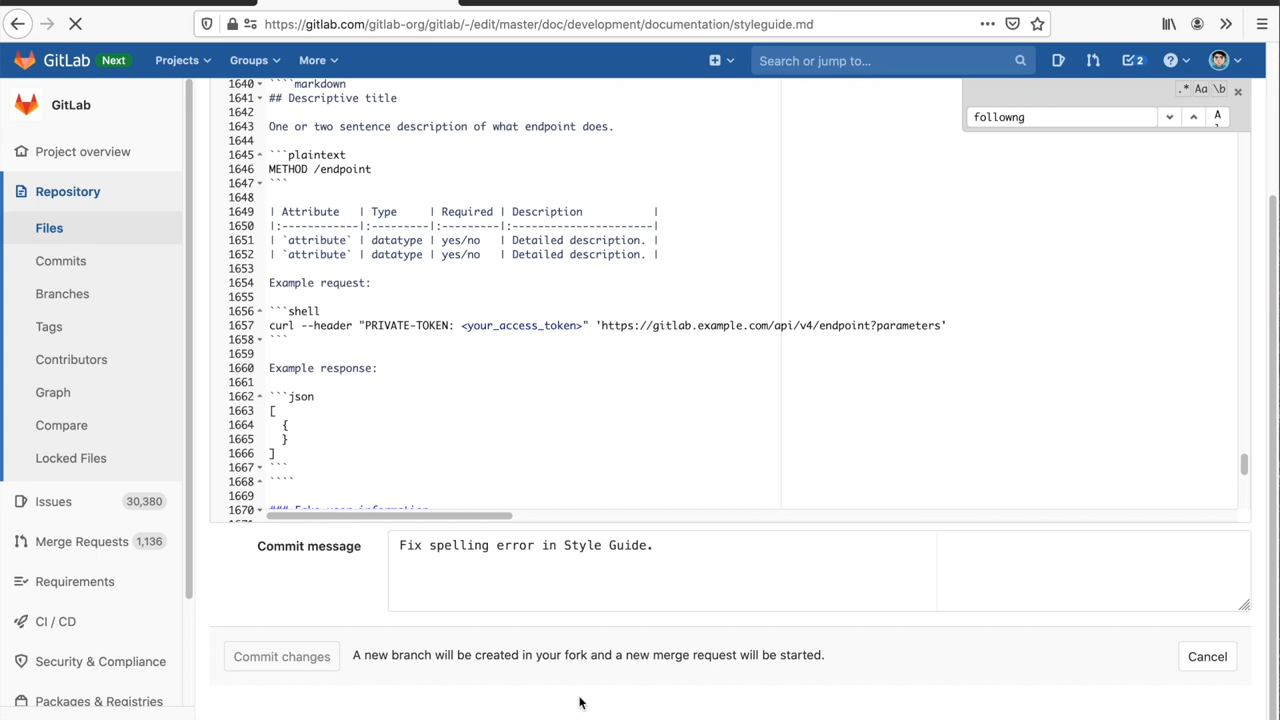 https://gitlab.com/gitlab-org/gitlab/-/edit/master/doc/development/documentation/styleguide.md
GitLab Next Projects Groups More Search or jump to... 2
GitLab
Project overview
Repository
Files
Commits
Branches
Tags
Contributors
Graph
Compare
Locked Files
Issues 30,380
Merge Requests 1,136
Requirements
CI / CD
Security & Compliance
Packages & Registries
.* Aa \b
followng
1640 ````markdown
1641 ## Descriptive title
1642
1643 One or two sentence description of what endpoint does.
1644
1645 ```plaintext
1646 METHOD /endpoint
1647 ```
1648
1649 | Attribute   | Type     | Required | Description          |
1650 |:------------|:---------|:---------|:---------------------|
1651 | `attribute` | datatype | yes/no   | Detailed description. |
1652 | `attribute` | datatype | yes/no   | Detailed description. |
1653
1654 Example request:
1655
1656 ```shell
1657 curl --header "PRIVATE-TOKEN: <your_access_token>" 'https://gitlab.example.com/api/v4/endpoint?parameters'
1658 ```
1659
1660 Example response:
1661
1662 ```json
1663 [
1664   {
1665   }
1666 ]
1667 ```
1668 ````
1669
1670 ### Fake user information
Commit message
Fix spelling error in Style Guide.
Commit changes
A new branch will be created in your fork and a new merge request will be started.
Cancel